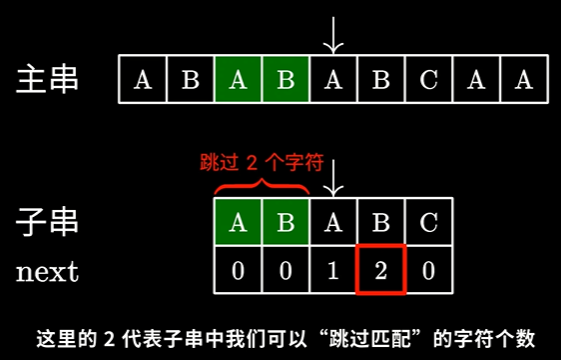 主串 A B A B A B C A A
跳过 2 个字符
子串 A B A B C
next 0 0 1 2 0
这里的 2 代表子串中我们可以“跳过匹配”的字符个数